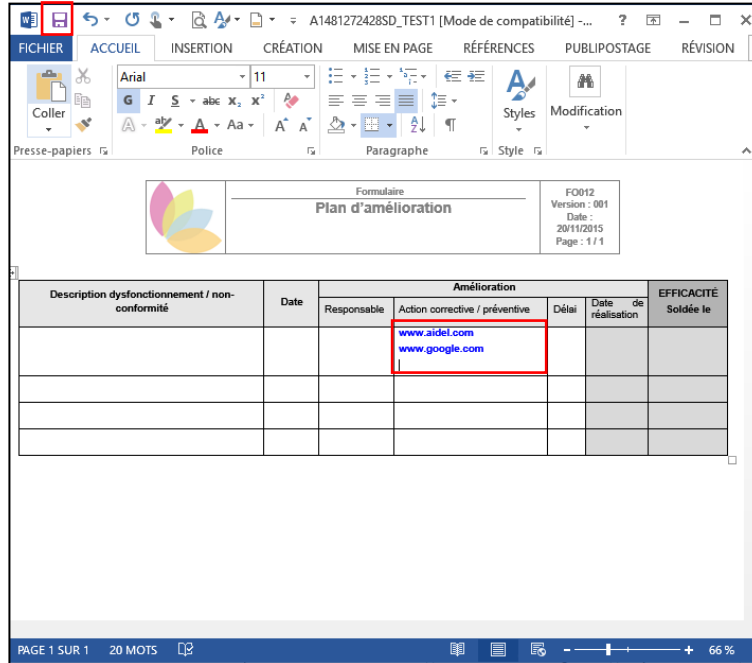 A1481272428SD_TEST1 [Mode de compatibilité] -... ?
FICHIER ACCUEIL INSERTION CRÉATION MISE EN PAGE RÉFÉRENCES PUBLIPOSTAGE RÉVISION
Arial 11
Coller
G I S abc X₂ X²
A aby A Aa A A
A Z
Styles
Modification
Presse-papiers Police Paragraphe Style
Formulaire
Plan d’amélioration
FO012
Version : 001
Date :
20/11/2015
Page : 1 / 1
Description dysfonctionnement / non-
conformité
Date
Amélioration
Responsable
Action corrective / préventive
Délai
Date de
réalisation
EFFICACITÉ
Soldée le
www.aidel.com
www.google.com
PAGE 1 SUR 1 20 MOTS 66 %